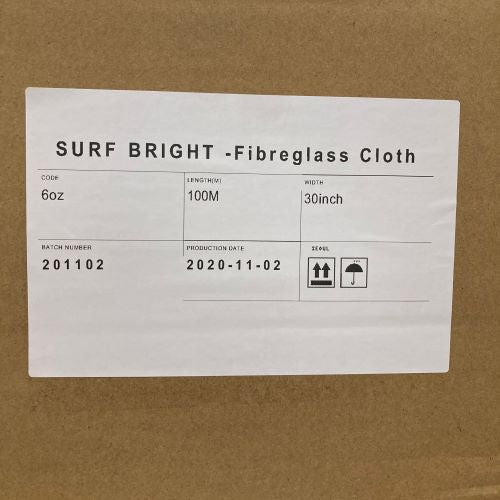 SURF BRIGHT -Fibreglass Cloth
CODE
6oz
LENGTH(M)
100M
WIDTH
30inch
BATCH NUMBER
201102
PRODUCTION DATE
2020-11-02